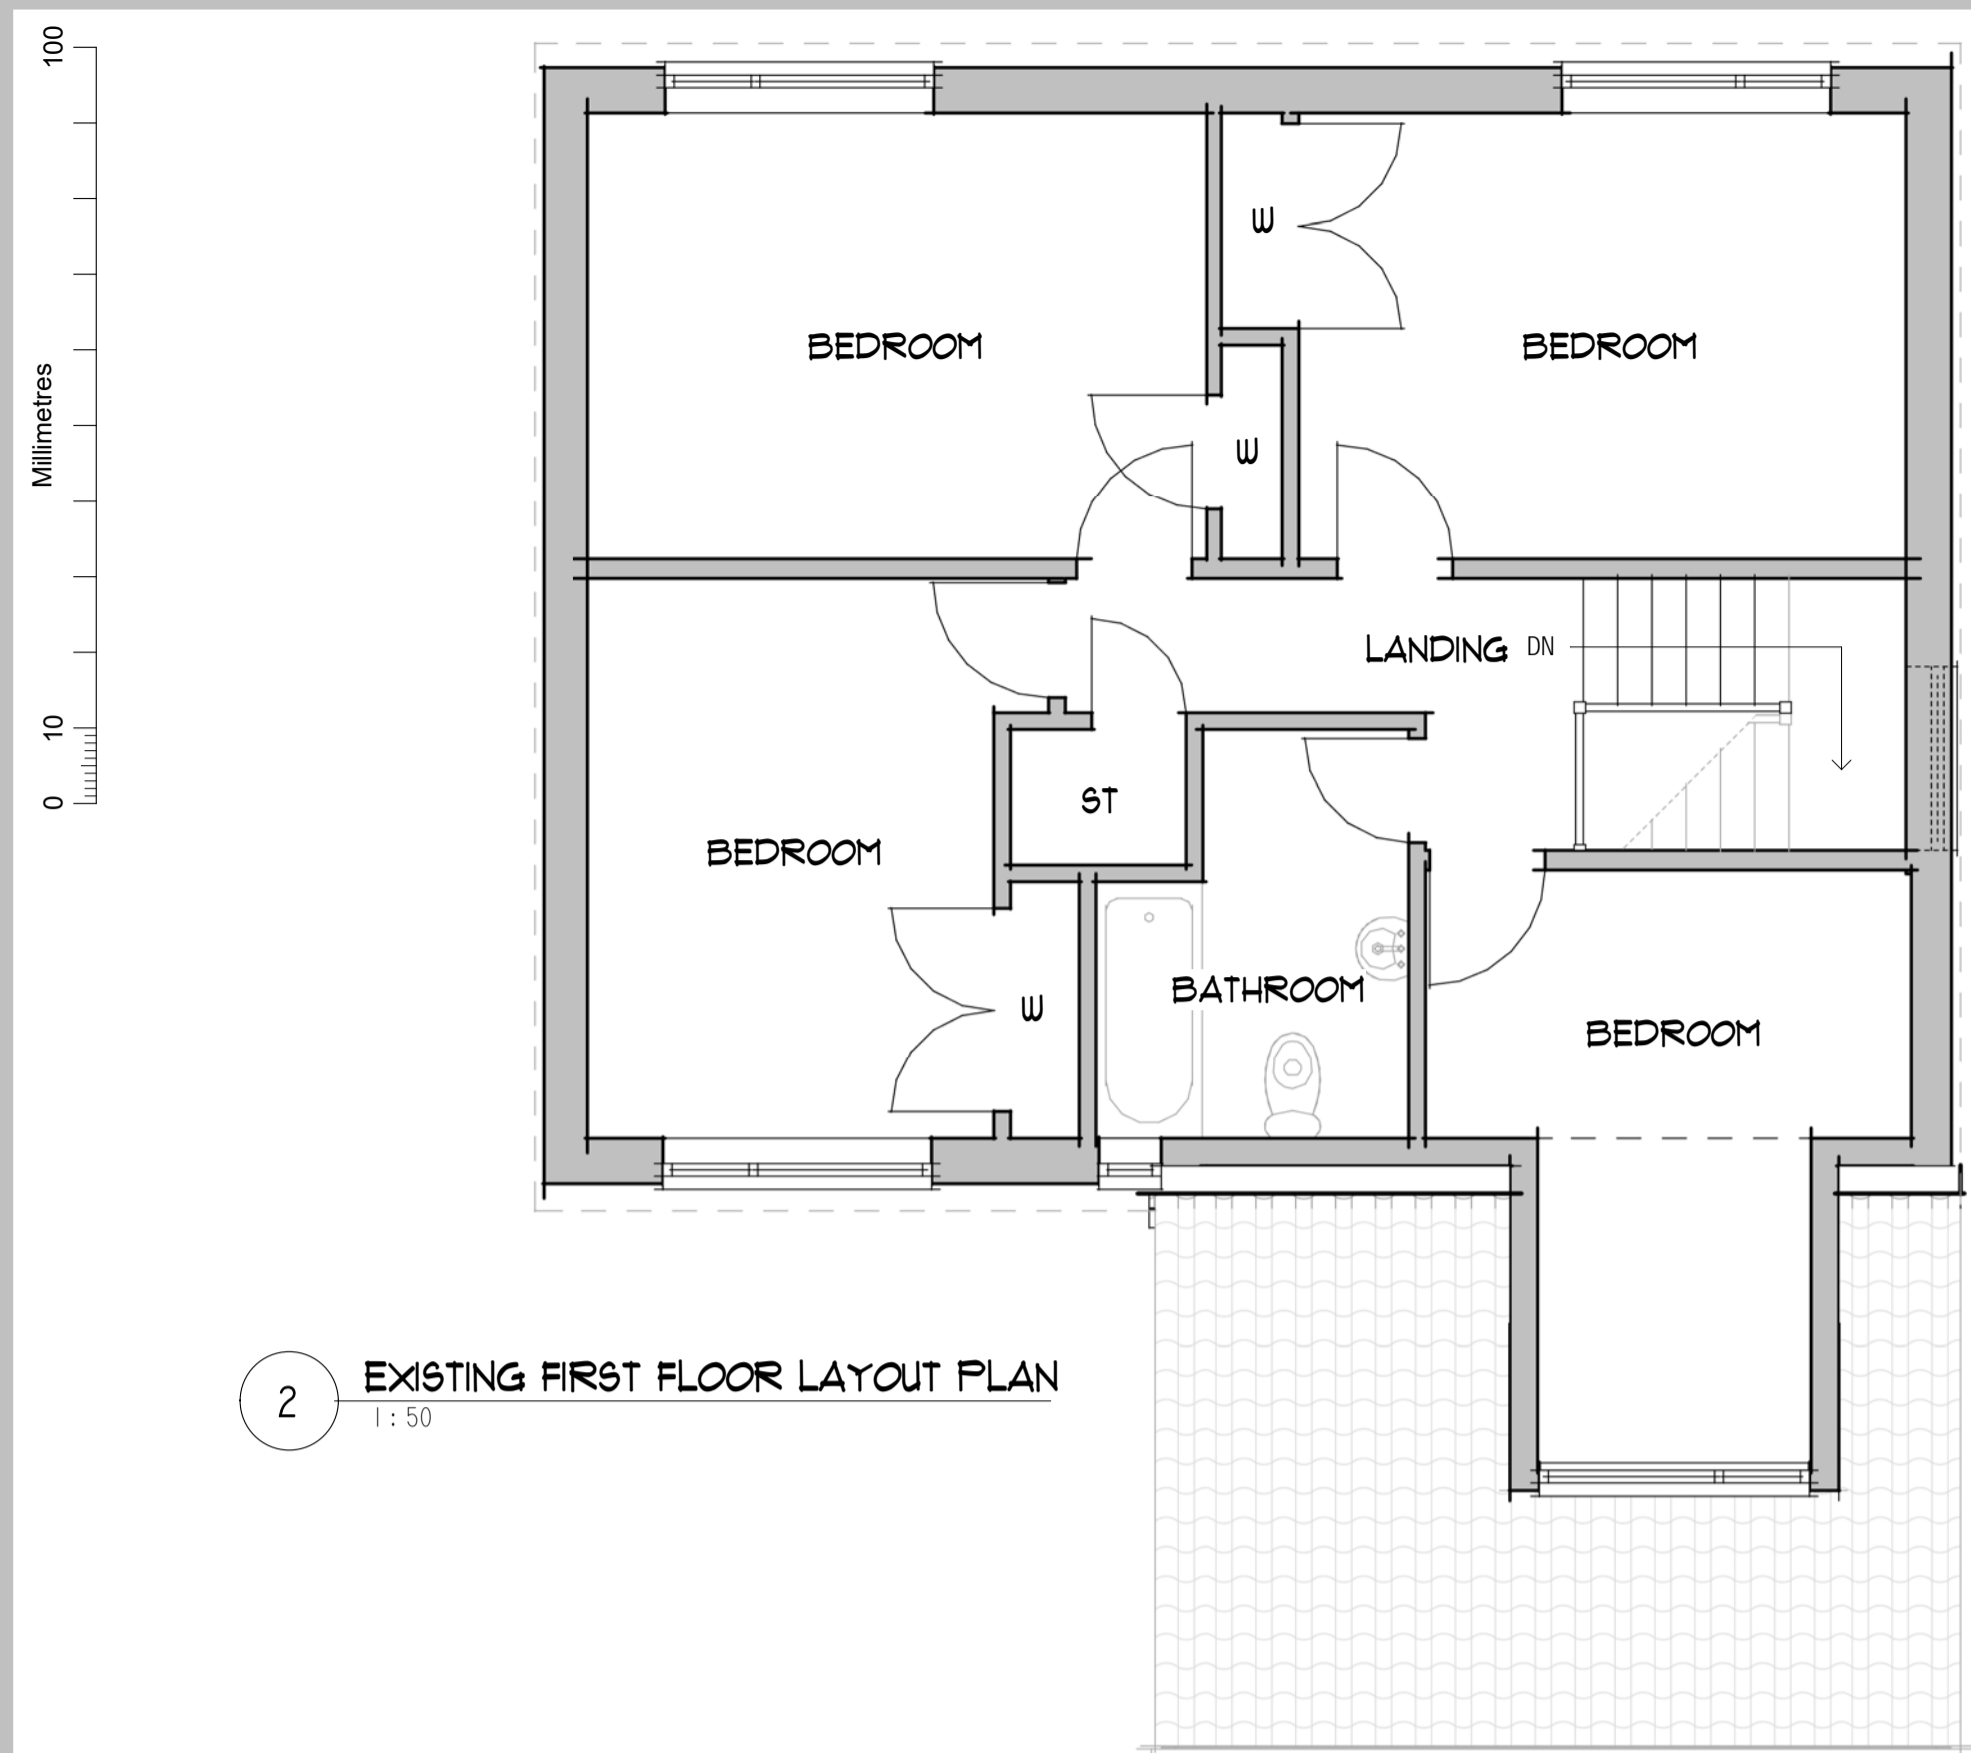 100
Millimetres
10
0
W
BEDROOM
BEDROOM
W
LANDING DN
ST
BEDROOM
BATHROOM
W
BEDROOM
2
EXISTING FIRST FLOOR LAYOUT PLAN
1 : 50